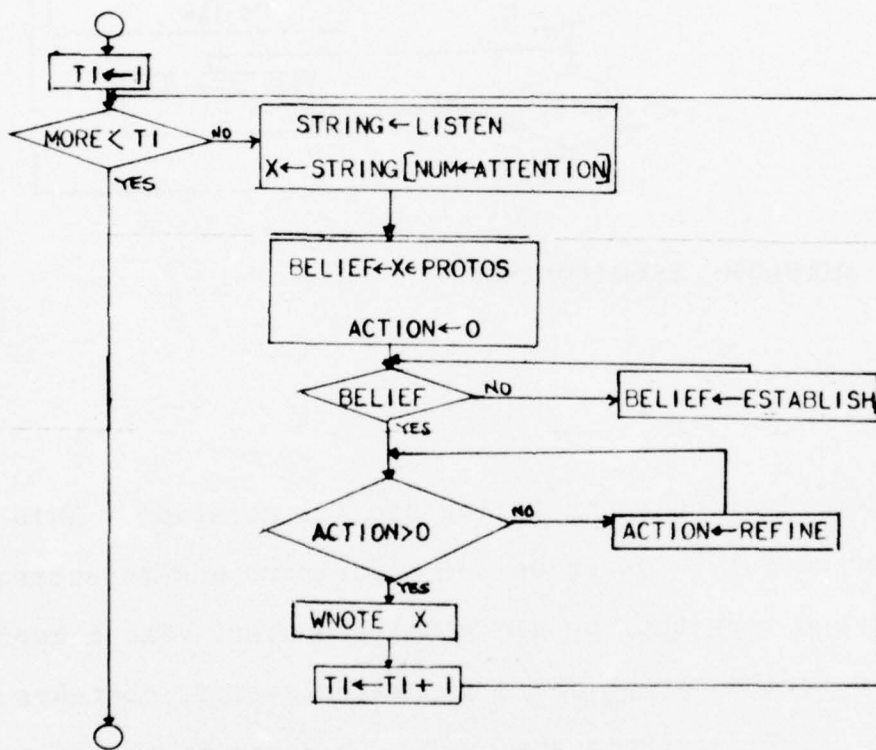 TI←1
MORE< TI
NO
YES
STRING←LISTEN
X←STRING[NUM←ATTENTION]
BELIEF←X∈PROTOS
ACTION←0
BELIEF
NO
BELIEF←ESTABLISH
YES
ACTION>0
NO
ACTION←REFINE
YES
WNOTE X
TI←TI+1